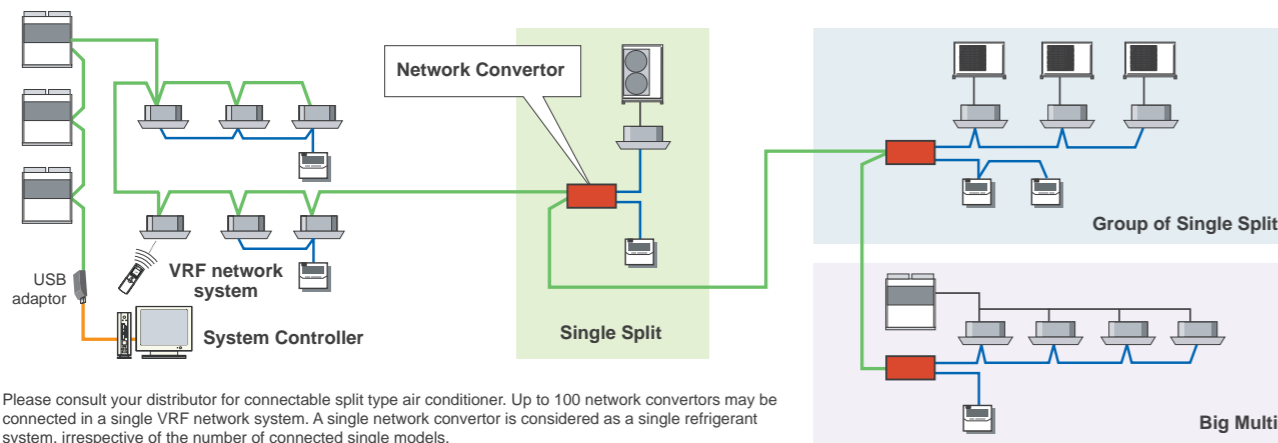 Network Convertor
USB
adaptor
VRF network
system
System Controller
Single Split
Group of Single Split
Big Multi
Please consult your distributor for connectable split type air conditioner. Up to 100 network convertors may be
connected in a single VRF network system. A single network convertor is considered as a single refrigerant
system, irrespective of the number of connected single models.